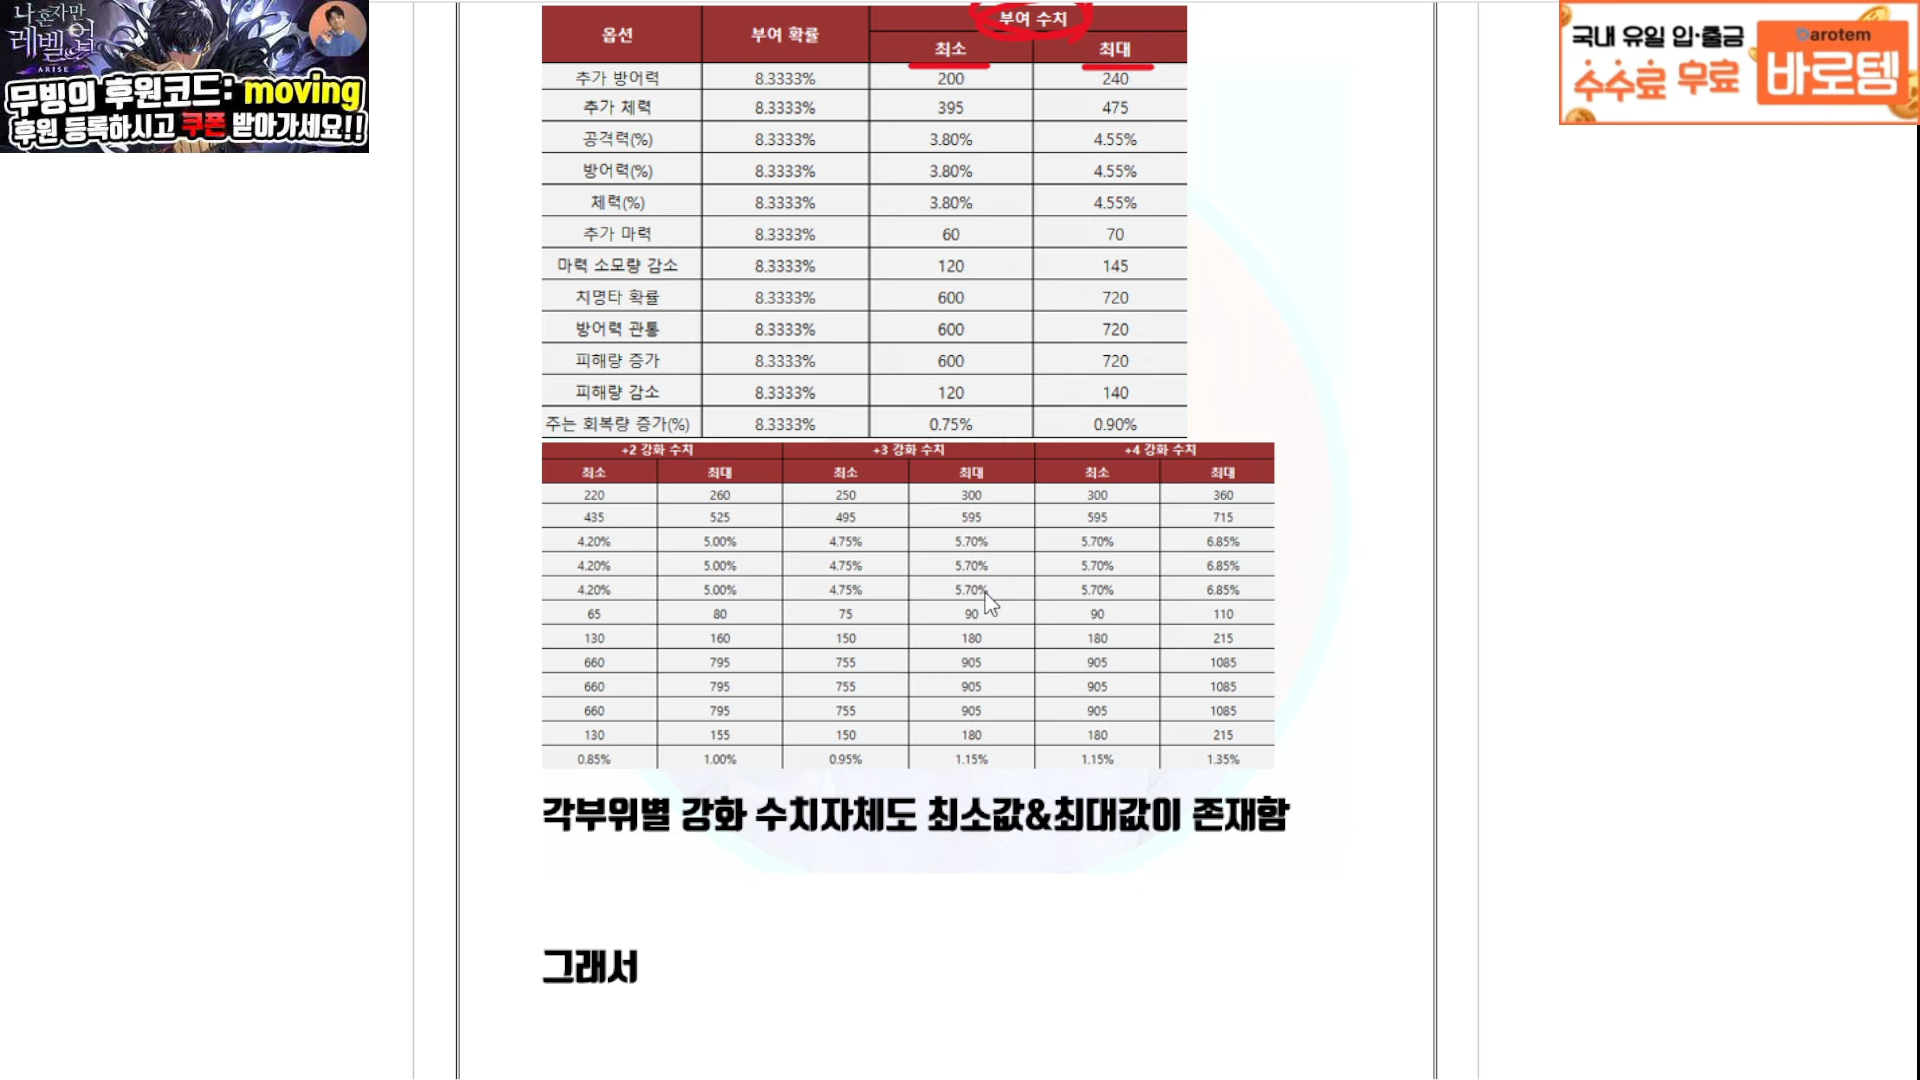 나 혼자만
레벨업
ARISE
무빙의 후원코드: moving
후원 등록하시고 쿠폰 받아가세요!!
국내 유일 입·출금
수수료 무료
Barotem
바로템
옵션 부여 확률 부여 수치
최소 최대
추가 방어력 8.3333% 200 240
추가 체력 8.3333% 395 475
공격력(%) 8.3333% 3.80% 4.55%
방어력(%) 8.3333% 3.80% 4.55%
체력(%) 8.3333% 3.80% 4.55%
추가 마력 8.3333% 60 70
마력 소모량 감소 8.3333% 120 145
치명타 확률 8.3333% 600 720
방어력 관통 8.3333% 600 720
피해량 증가 8.3333% 600 720
피해량 감소 8.3333% 120 140
주는 회복량 증가(%) 8.3333% 0.75% 0.90%
+2 강화 수치 +3 강화 수치 +4 강화 수치
최소 최대 최소 최대 최소 최대
220 260 250 300 300 360
435 525 495 595 595 715
4.20% 5.00% 4.75% 5.70% 5.70% 6.85%
4.20% 5.00% 4.75% 5.70% 5.70% 6.85%
4.20% 5.00% 4.75% 5.70% 5.70% 6.85%
65 80 75 90 90 110
130 160 150 180 180 215
660 795 755 905 905 1085
660 795 755 905 905 1085
660 795 755 905 905 1085
130 155 150 180 180 215
0.85% 1.00% 0.95% 1.15% 1.15% 1.35%
각부위별 강화 수치자체도 최소값&최대값이 존재함
그래서